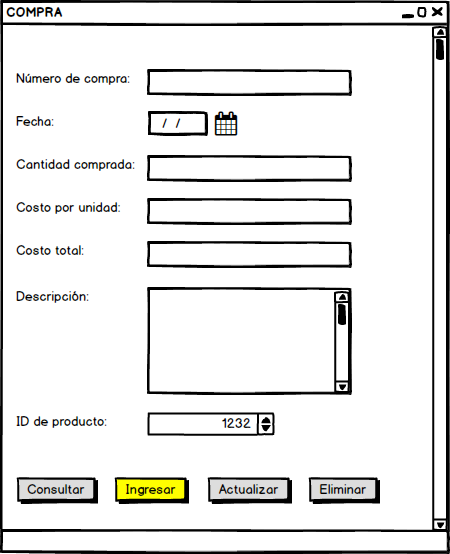 COMPRA
Número de compra:
Fecha: / /
Cantidad comprada:
Costo por unidad:
Costo total:
Descripción:
ID de producto: 1232
Consultar Ingresar Actualizar Eliminar